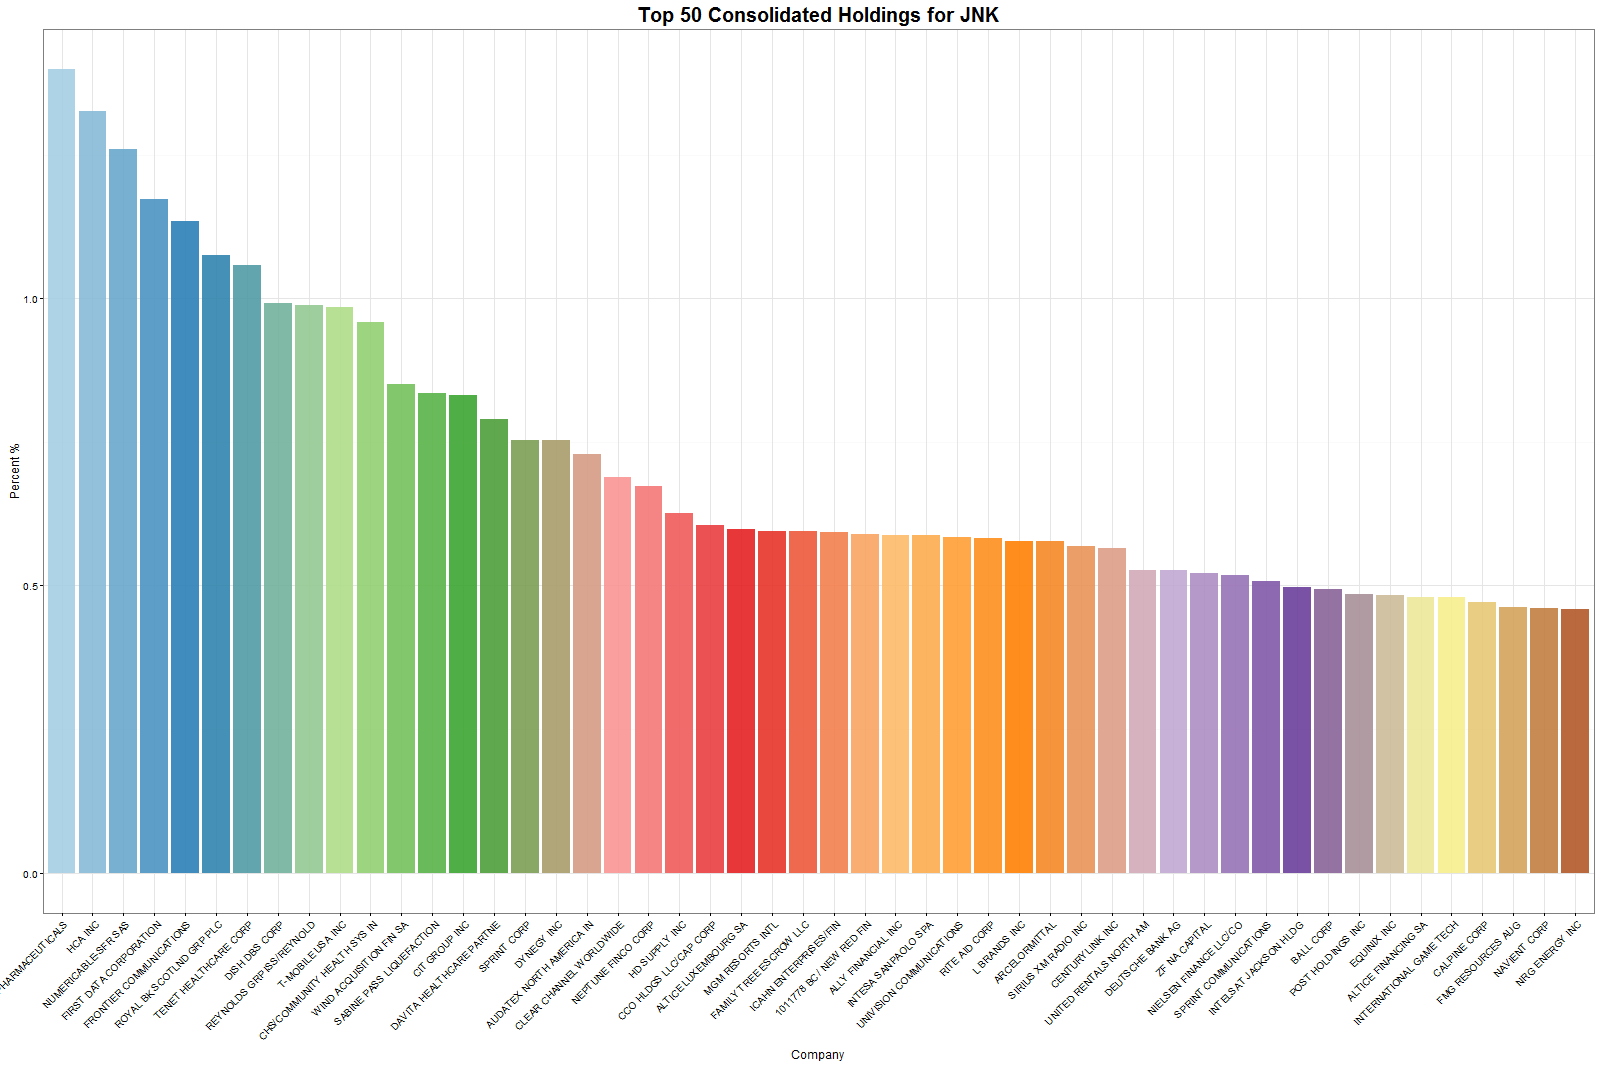 Top 50 Consolidated Holdings for JNK
Percent %
1.0
0.5
0.0
HARMACEUTICALS
HCA INC
NUMERICABLE-SFR SAS
FIRST DATA CORPORATION
FRONTIER COMMUNICATIONS
ROYAL BK SCOTLND GRP PLC
TENET HEALTHCARE CORP
DISH DBS CORP
REYNOLDS GRP ISS/REYNOLD
T-MOBILE USA INC
CHS/COMMUNITY HEALTH SYS IN
WIND ACQUISITION FIN SA
SABINE PASS LIQUEFACTION
CIT GROUP INC
DAVITA HEALTHCARE PARTNE
SPRINT CORP
DYNEGY INC
AUDATEX NORTH AMERICA IN
CLEAR CHANNEL WORLDWIDE
NEPTUNE FINCO CORP
HD SUPPLY INC
CCO HLDGS LLC/CAP CORP
ALTICE LUXEMBOURG SA
MGM RESORTS INTL
FAMILY TREE ESCROW LLC
ICAHN ENTERPRISES/FIN
1011778 BC / NEW RED FIN
ALLY FINANCIAL INC
INTESA SANPAOLO SPA
UNIVISION COMMUNICATIONS
RITE AID CORP
L BRANDS INC
ARCELORMITTAL
SIRIUS XM RADIO INC
CENTURYLINK INC
UNITED RENTALS NORTH AM
DEUTSCHE BANK AG
ZF NA CAPITAL
NIELSEN FINANCE LLC/CO
SPRINT COMMUNICATIONS
INTELSAT JACKSON HLDG
BALL CORP
POST HOLDINGS INC
EQUINIX INC
ALTICE FINANCING SA
INTERNATIONAL GAME TECH
CALPINE CORP
FMG RESOURCES AUG
NAVIENT CORP
NRG ENERGY INC
Company